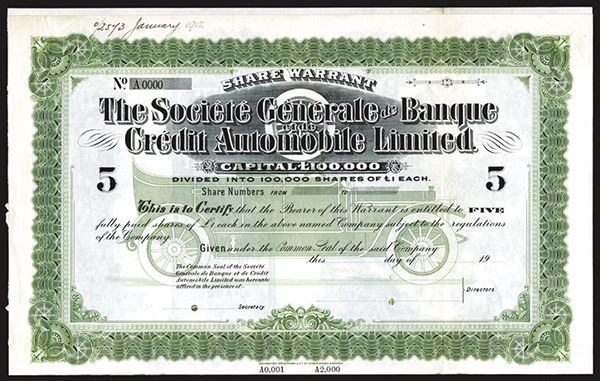 o/2573 January 1912
SHARE WARRANT
No A0000
The Société Générale de Banque
et de
Crédit Automobile Limited.
CAPITAL £100,000
DIVIDED INTO 100,000 SHARES OF £1 EACH.
5 5
Share Numbers FROM TO
This is to Certify that the Bearer of this Warrant is entitled to FIVE
fully paid shares of £1 each in the above named Company subject to the regulations
of the Company.
Given under the Common Seal of the said Company
this day of 19
The Common Seal of the Société
Générale de Banque et de Crédit
Automobile Limited was hereunto
affixed in the presence of:-
Directors.
Secretary
A0,001 A2,000